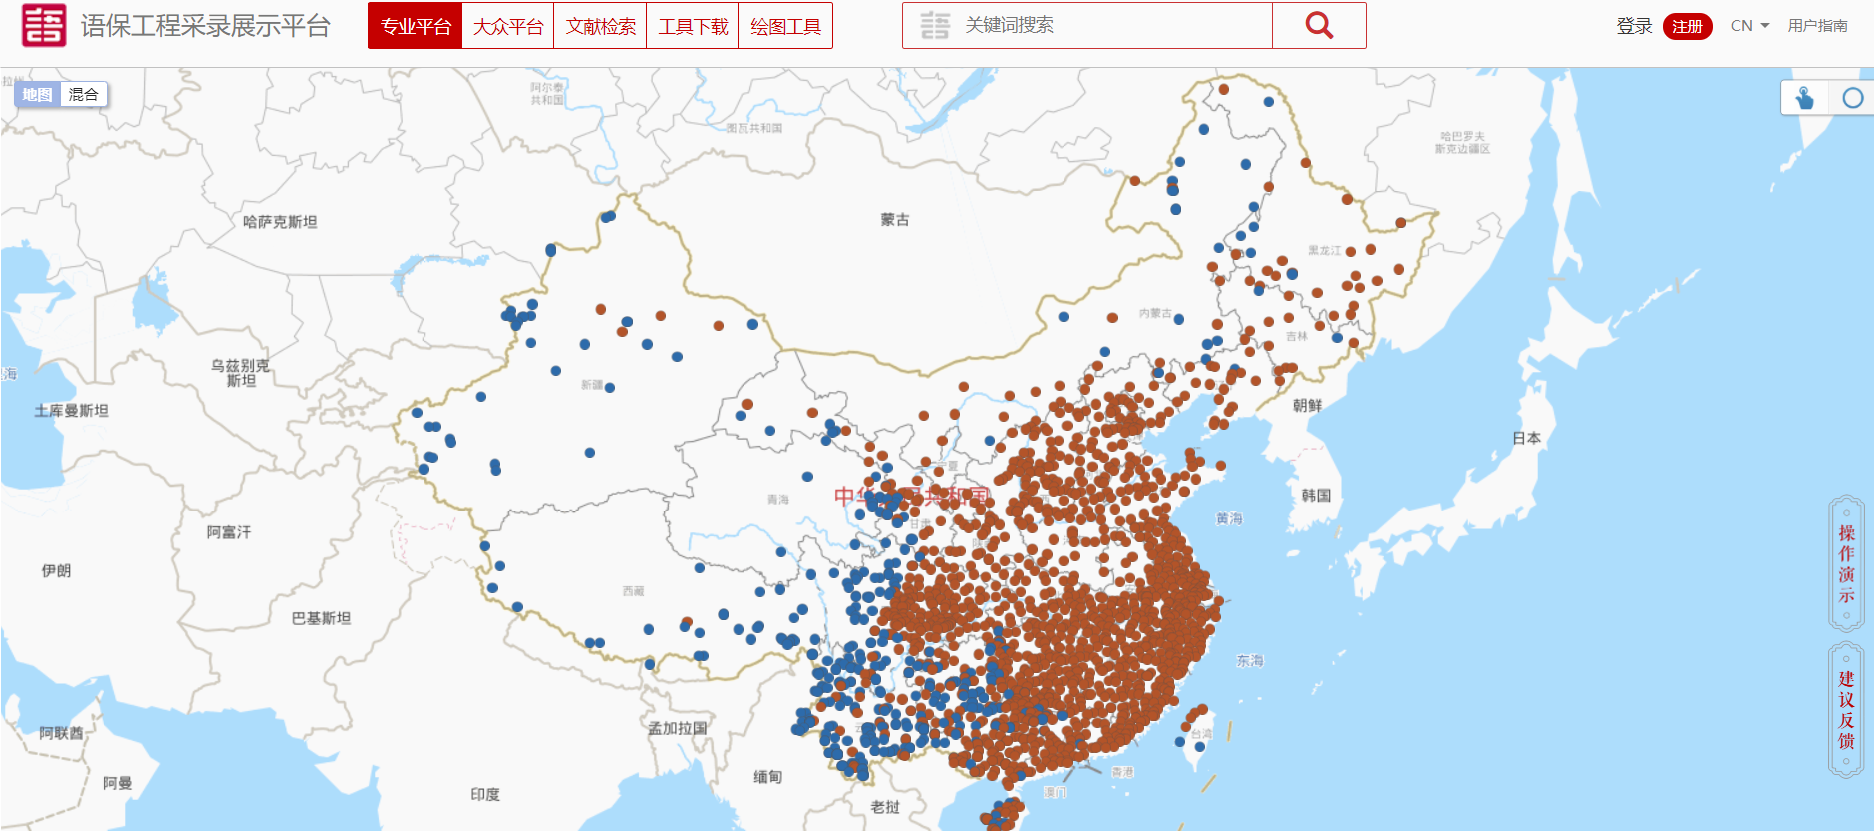 语保工程采录展示平台
专业平台
大众平台
文献检索
工具下载
绘图工具
关键词搜索
登录
注册
CN
用户指南
地图
混合
阿尔泰
共和国
图瓦共和国
哈巴罗夫
斯克边疆区
哈萨克斯坦
蒙古
黑龙江
内蒙古
吉林
乌兹别克
斯坦
新疆
土库曼斯坦
朝鲜
日本
韩国
青海
甘肃
黄海
阿富汗
伊朗
西藏
巴基斯坦
东海
阿联酋
孟加拉国
台湾
阿曼
缅甸
印度
老挝
香港
澳门
操作演示
建议反馈